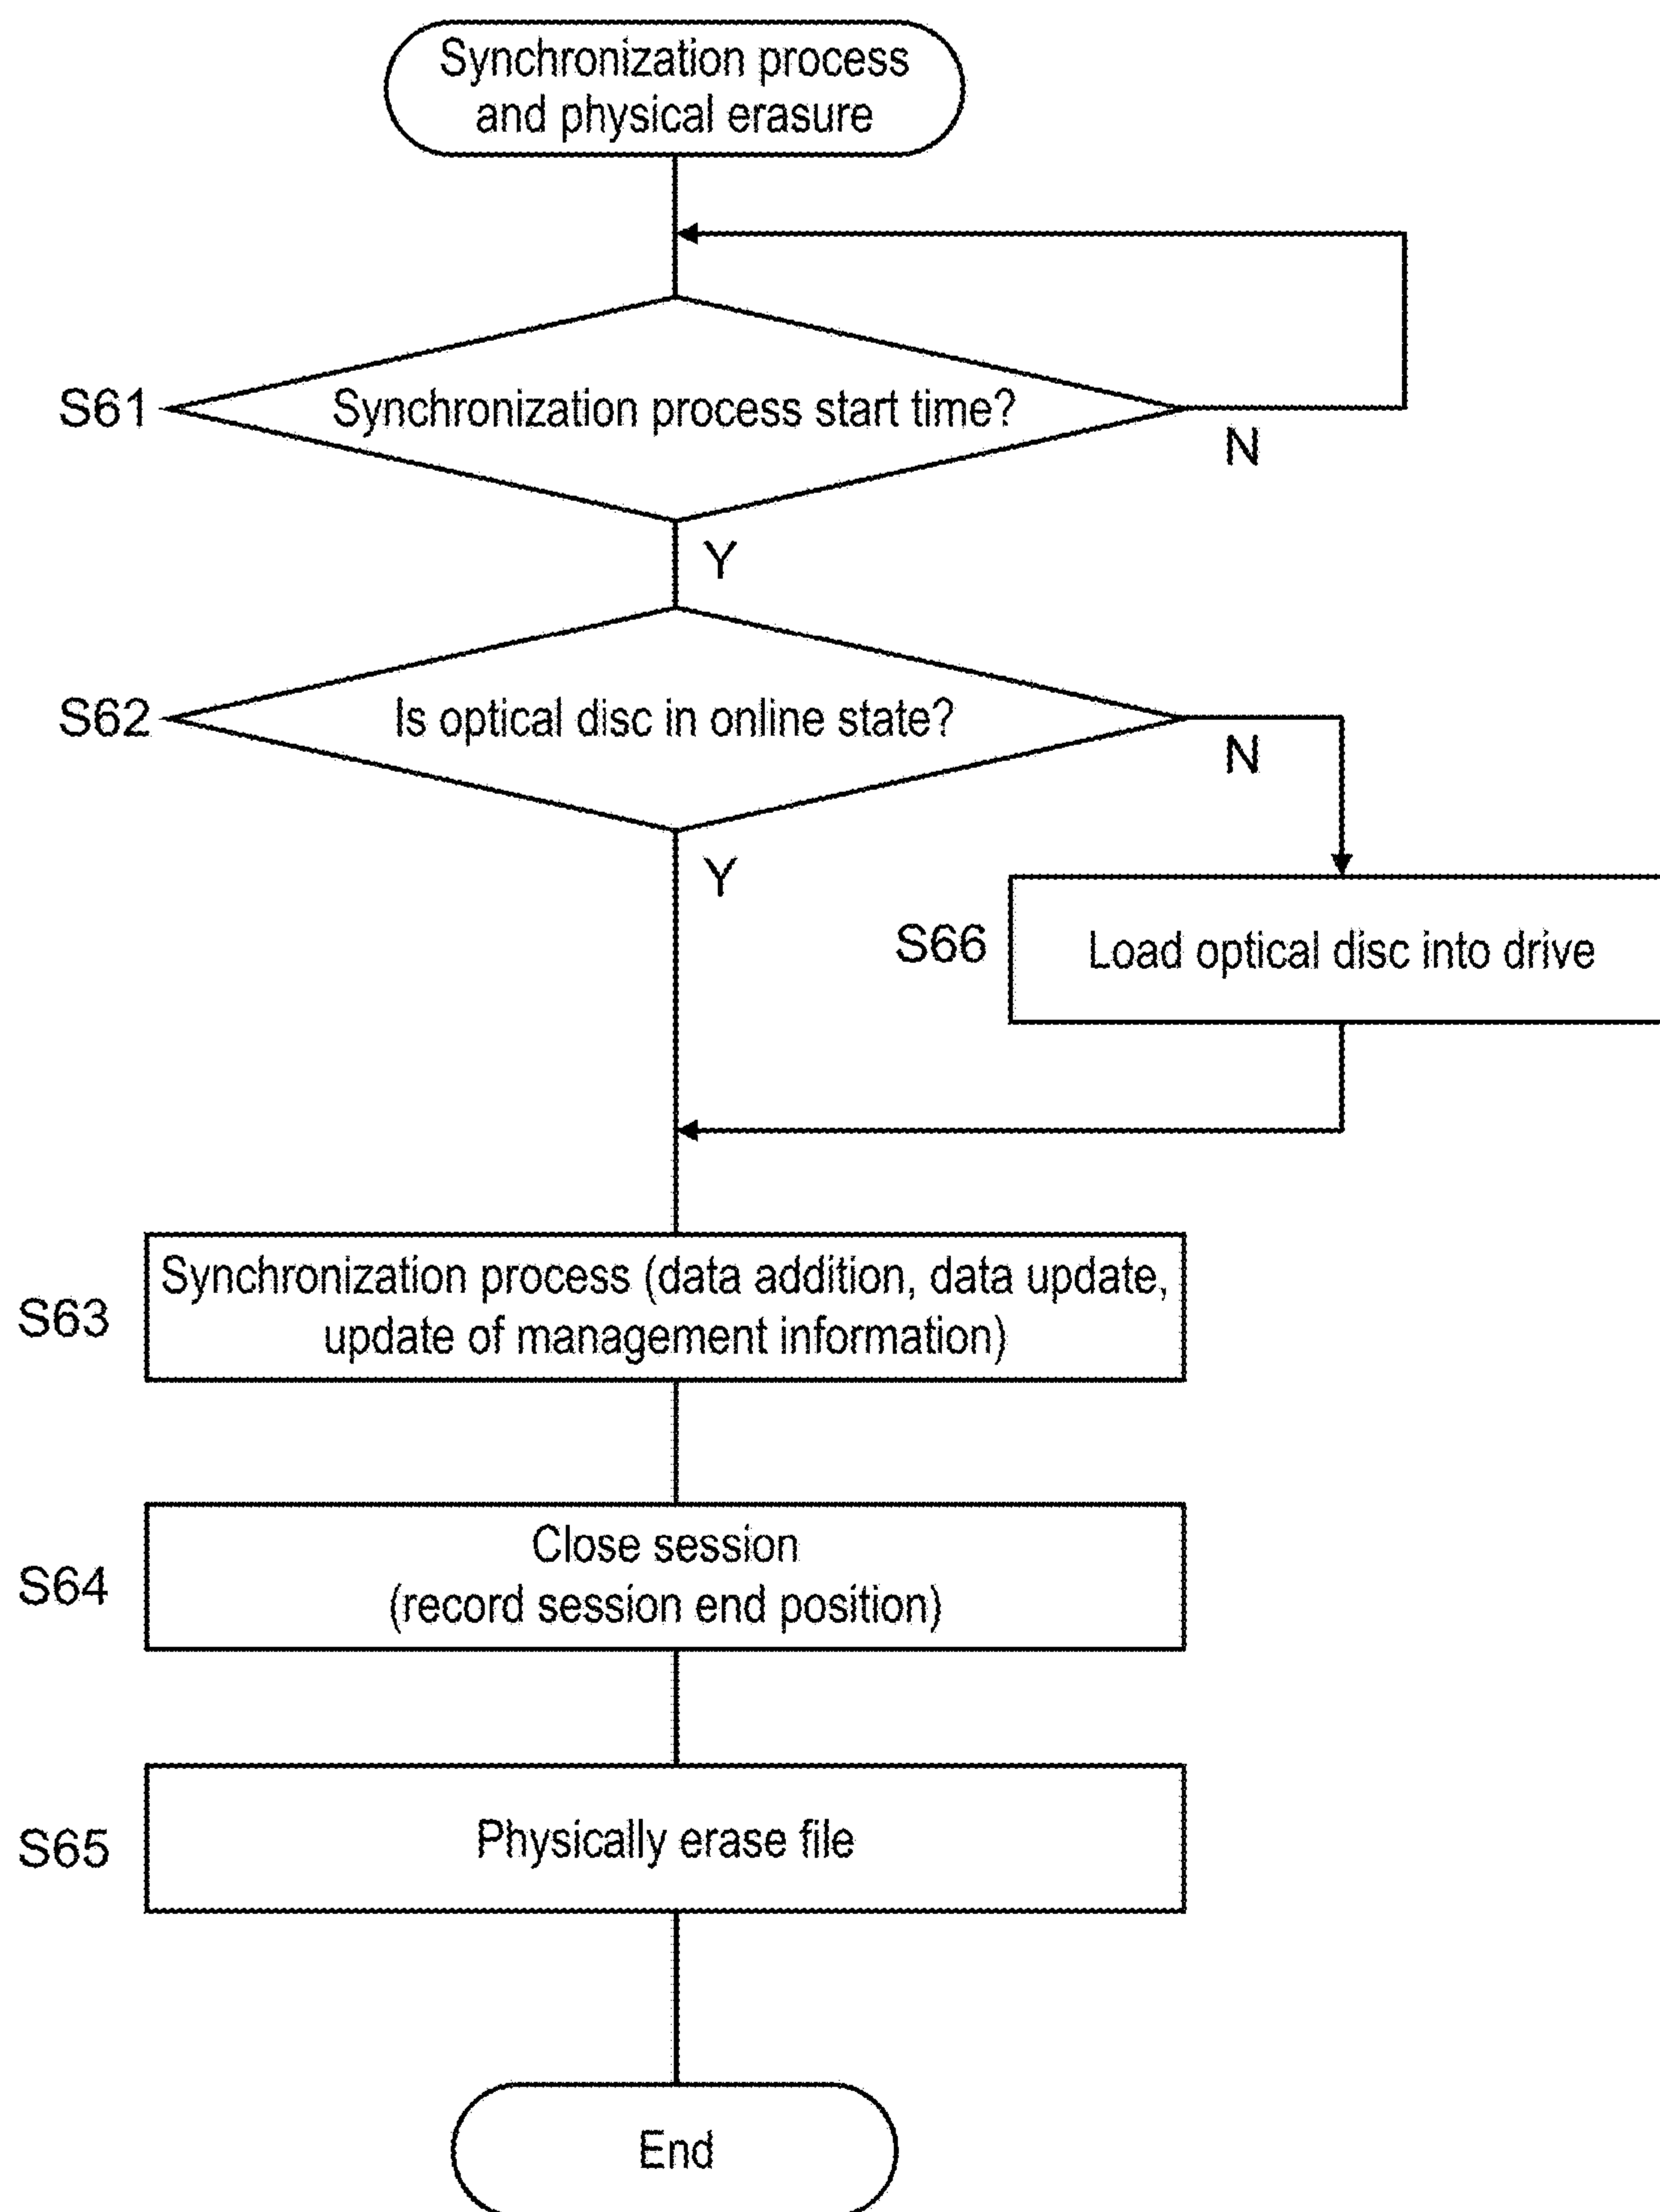 Synchronization process
and physical erasure
S61
Synchronization process start time?
N
Y
S62
Is optical disc in online state?
N
Y
S66
Load optical disc into drive
S63
Synchronization process (data addition, data update,
update of management information)
S64
Close session
(record session end position)
S65
Physically erase file
End